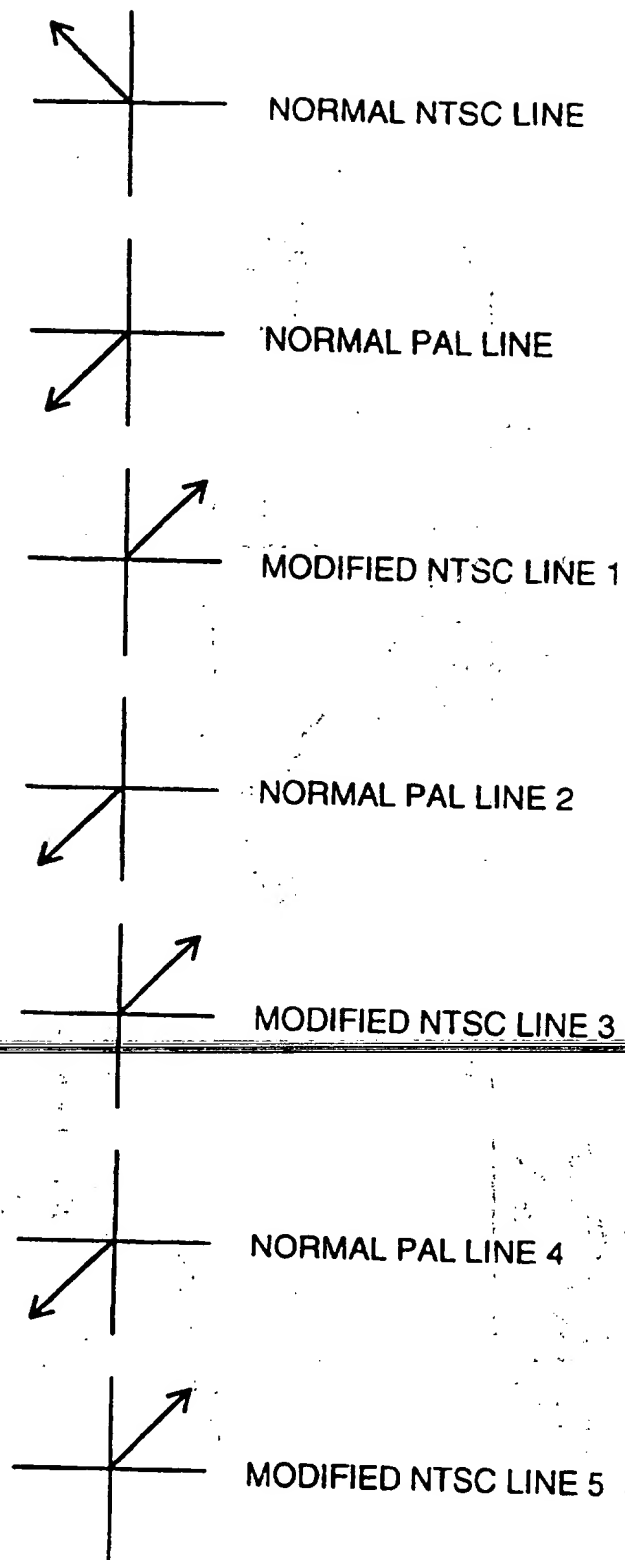 NORMAL NTSC LINE
NORMAL PAL LINE
MODIFIED NTSC LINE 1
NORMAL PAL LINE 2
MODIFIED NTSC LINE 3
NORMAL PAL LINE 4
MODIFIED NTSC LINE 5